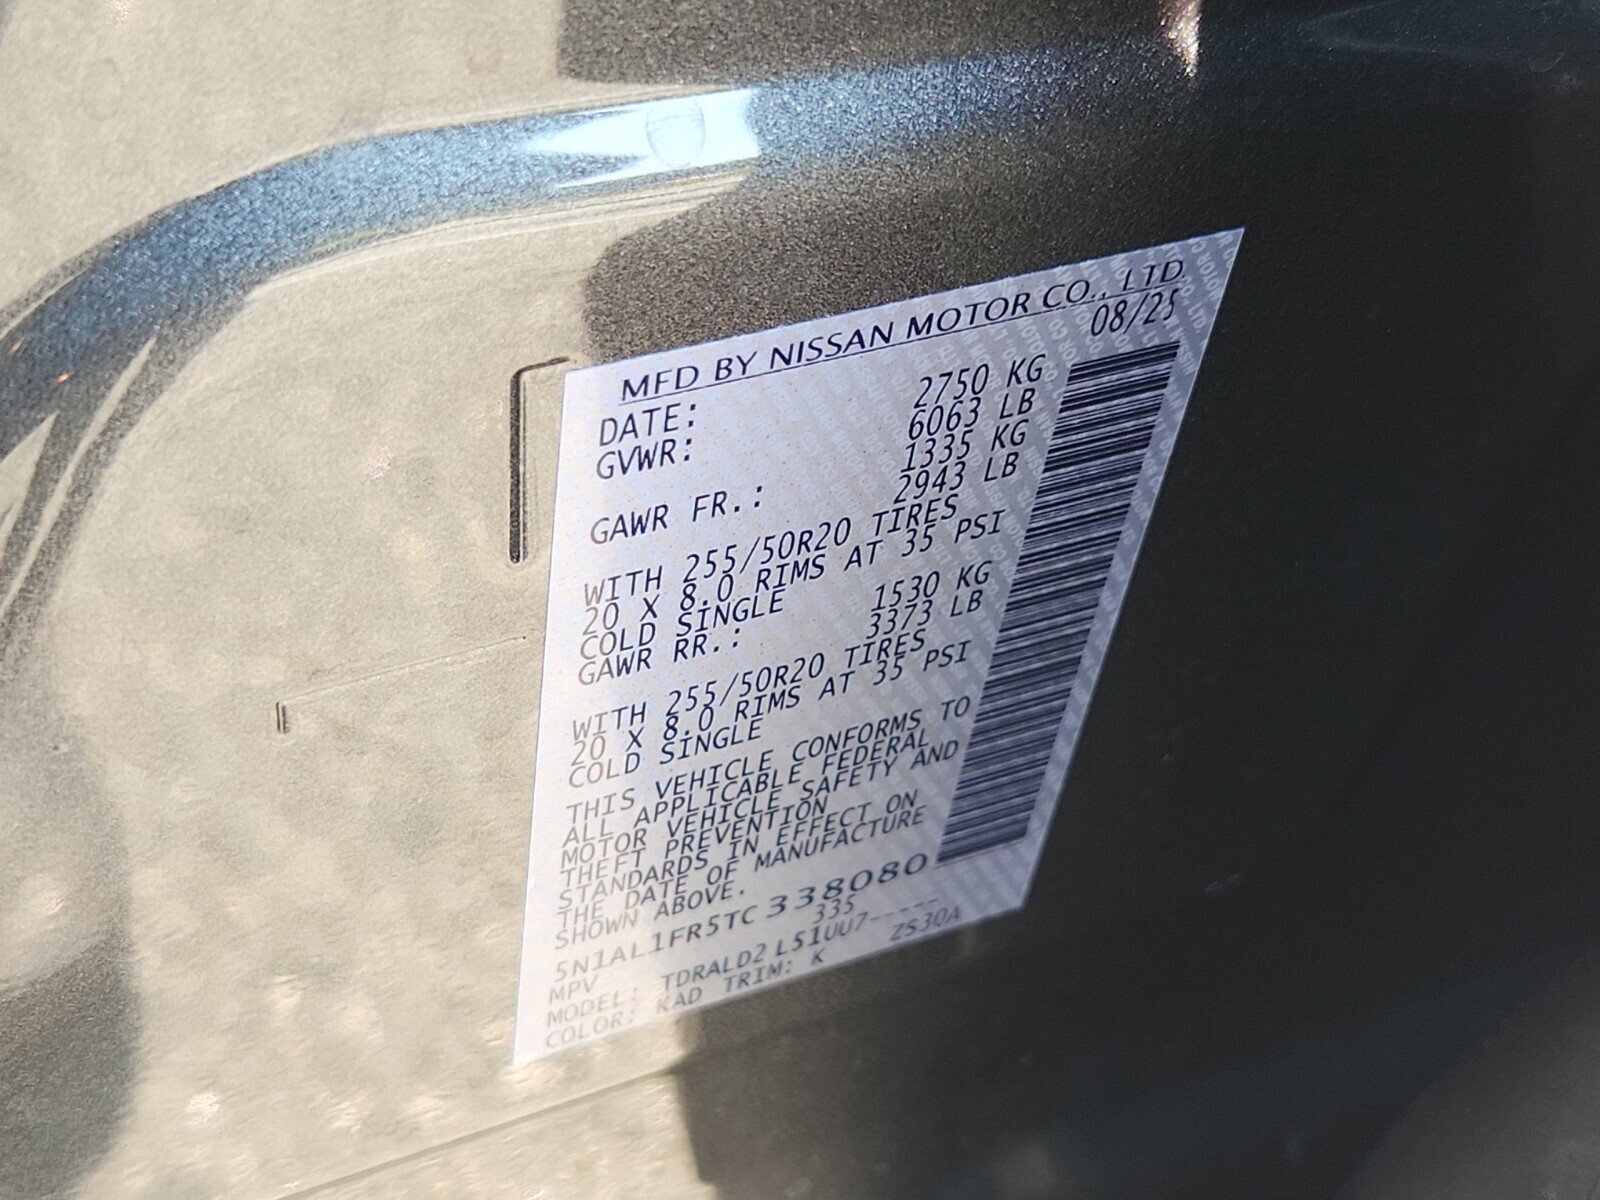 MFD BY NISSAN MOTOR CO., LTD.
DATE: 08/25
GVWR: 2750 KG
6063 LB
GAWR FR.: 1335 KG
2943 LB
WITH 255/50R20 TIRES
20 X 8.0 RIMS AT 35 PSI
COLD SINGLE
GAWR RR.: 1530 KG
3373 LB
WITH 255/50R20 TIRES
20 X 8.0 RIMS AT 35 PSI
COLD SINGLE
THIS VEHICLE CONFORMS TO
ALL APPLICABLE FEDERAL
MOTOR VEHICLE SAFETY AND
THEFT PREVENTION
STANDARDS IN EFFECT ON
THE DATE OF MANUFACTURE
SHOWN ABOVE.
5N1AL1FR5TC338080
MPV 335
MODEL: TDRALD2 L51UU7-----
COLOR: KAD TRIM: K ZS30A